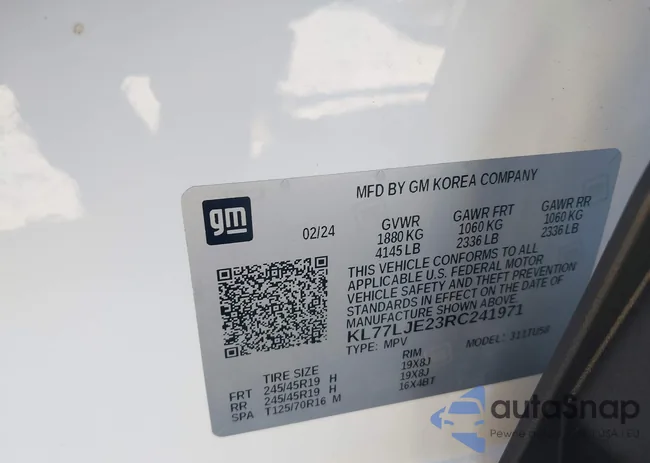 MFD BY GM KOREA COMPANY
gm
02/24
GVWR
1880 KG
4145 LB
GAWR FRT
1060 KG
2336 LB
GAWR RR
1060 KG
2336 LB
THIS VEHICLE CONFORMS TO ALL
APPLICABLE U.S. FEDERAL MOTOR
VEHICLE SAFETY AND THEFT PREVENTION
STANDARDS IN EFFECT ON THE DATE OF
MANUFACTURE SHOWN ABOVE.
KL77LJE23RC241971
TYPE: MPV
MODEL: 311TU58
TIRE SIZE RIM
FRT 245/45R19 H 19X8J
RR 245/45R19 H 19X8J
SPA T125/70R16 M 16X4BT
autoSnap